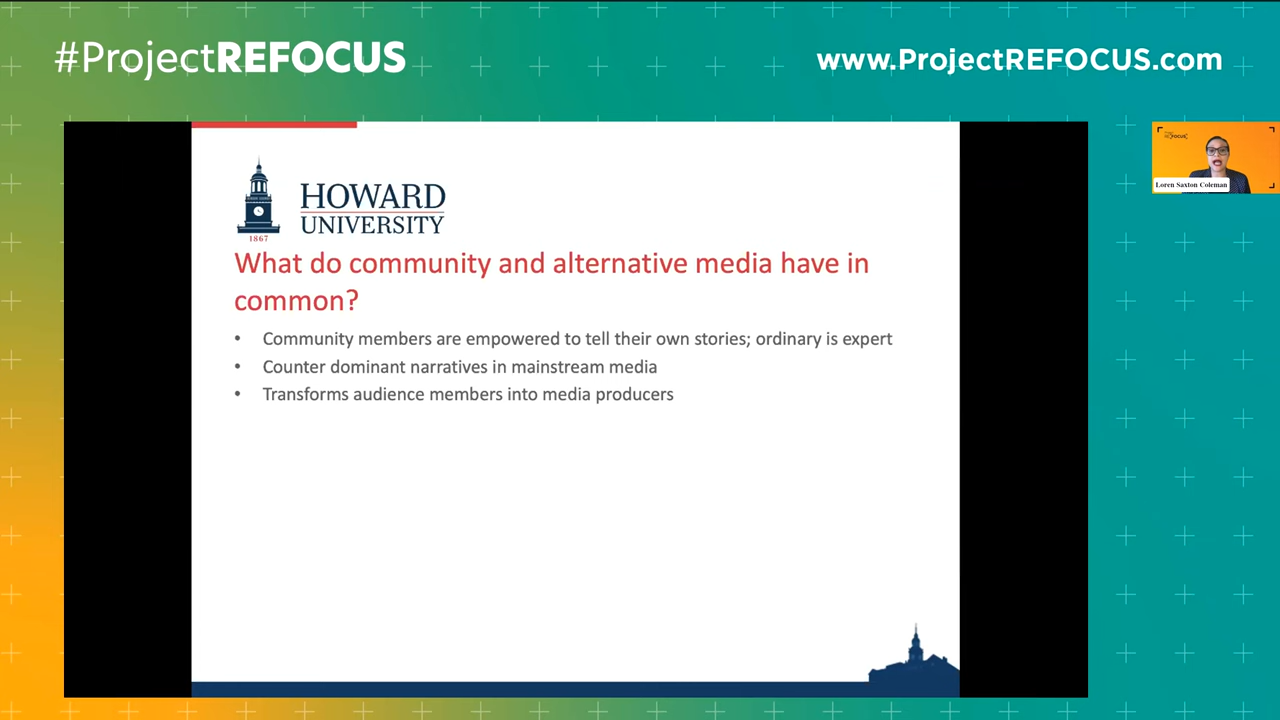 #ProjectREFOCUS
www.ProjectREFOCUS.com
HOWARD
UNIVERSITY
1867
What do community and alternative media have in
common?
• Community members are empowered to tell their own stories; ordinary is expert
• Counter dominant narratives in mainstream media
• Transforms audience members into media producers
Loren Saxton Coleman